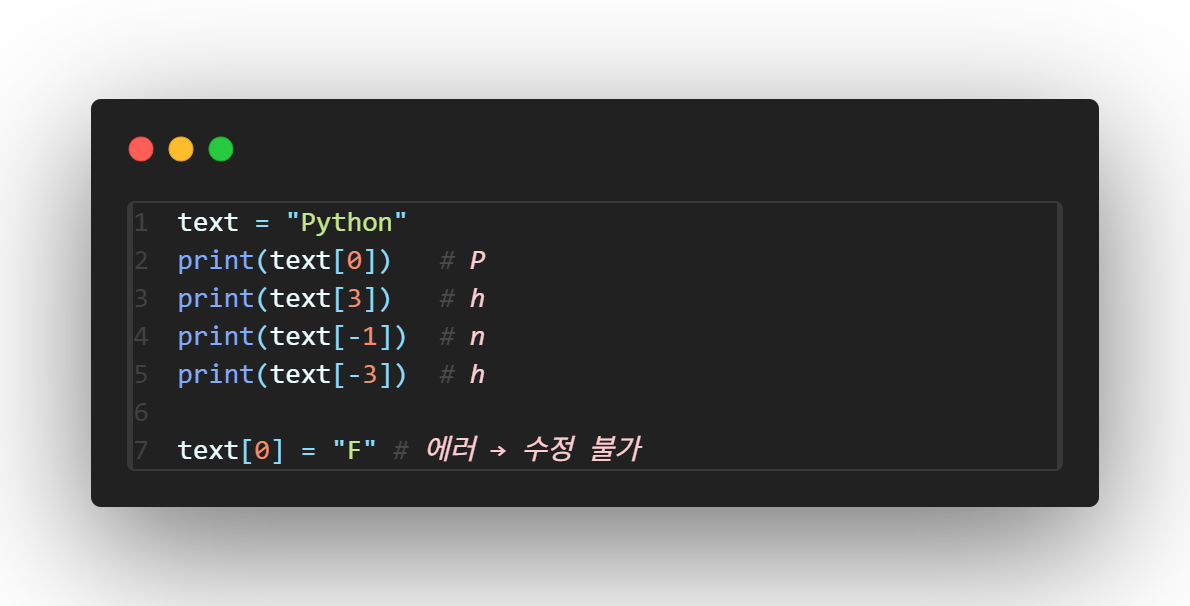 1 text = "Python"
2 print(text[0])   # P
3 print(text[3])   # h
4 print(text[-1])  # n
5 print(text[-3])  # h
6
7 text[0] = "F" # 에러 → 수정 불가